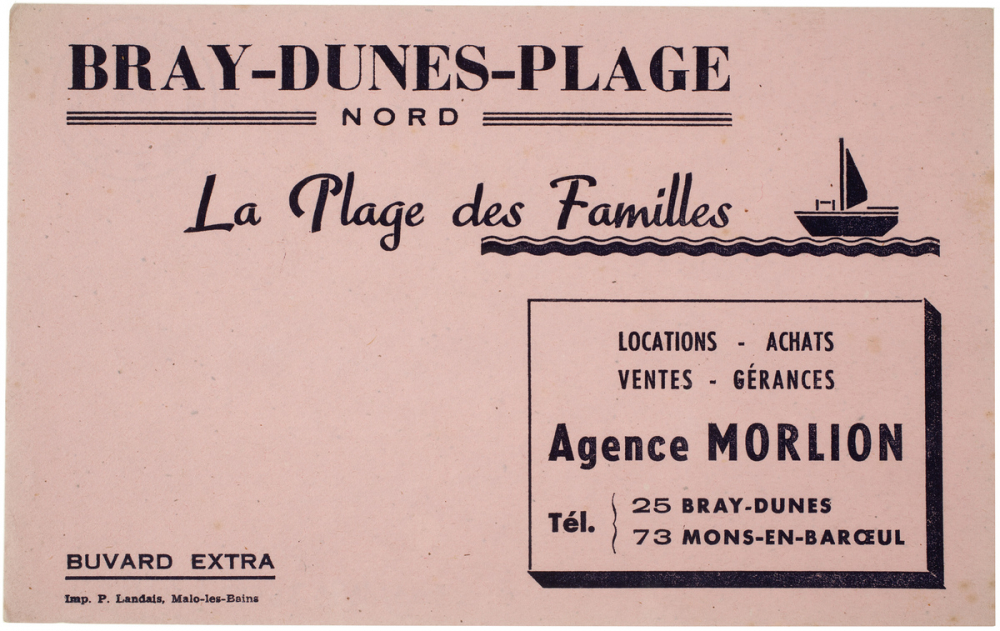 BRAY-DUNES-PLAGE
NORD
La Plage des Familles
LOCATIONS - ACHATS
VENTES - GÉRANCES
Agence MORLION
Tél. 25 BRAY-DUNES
73 MONS-EN-BARŒUL
BUVARD EXTRA
Imp. P. Landais, Malo-les-Bains